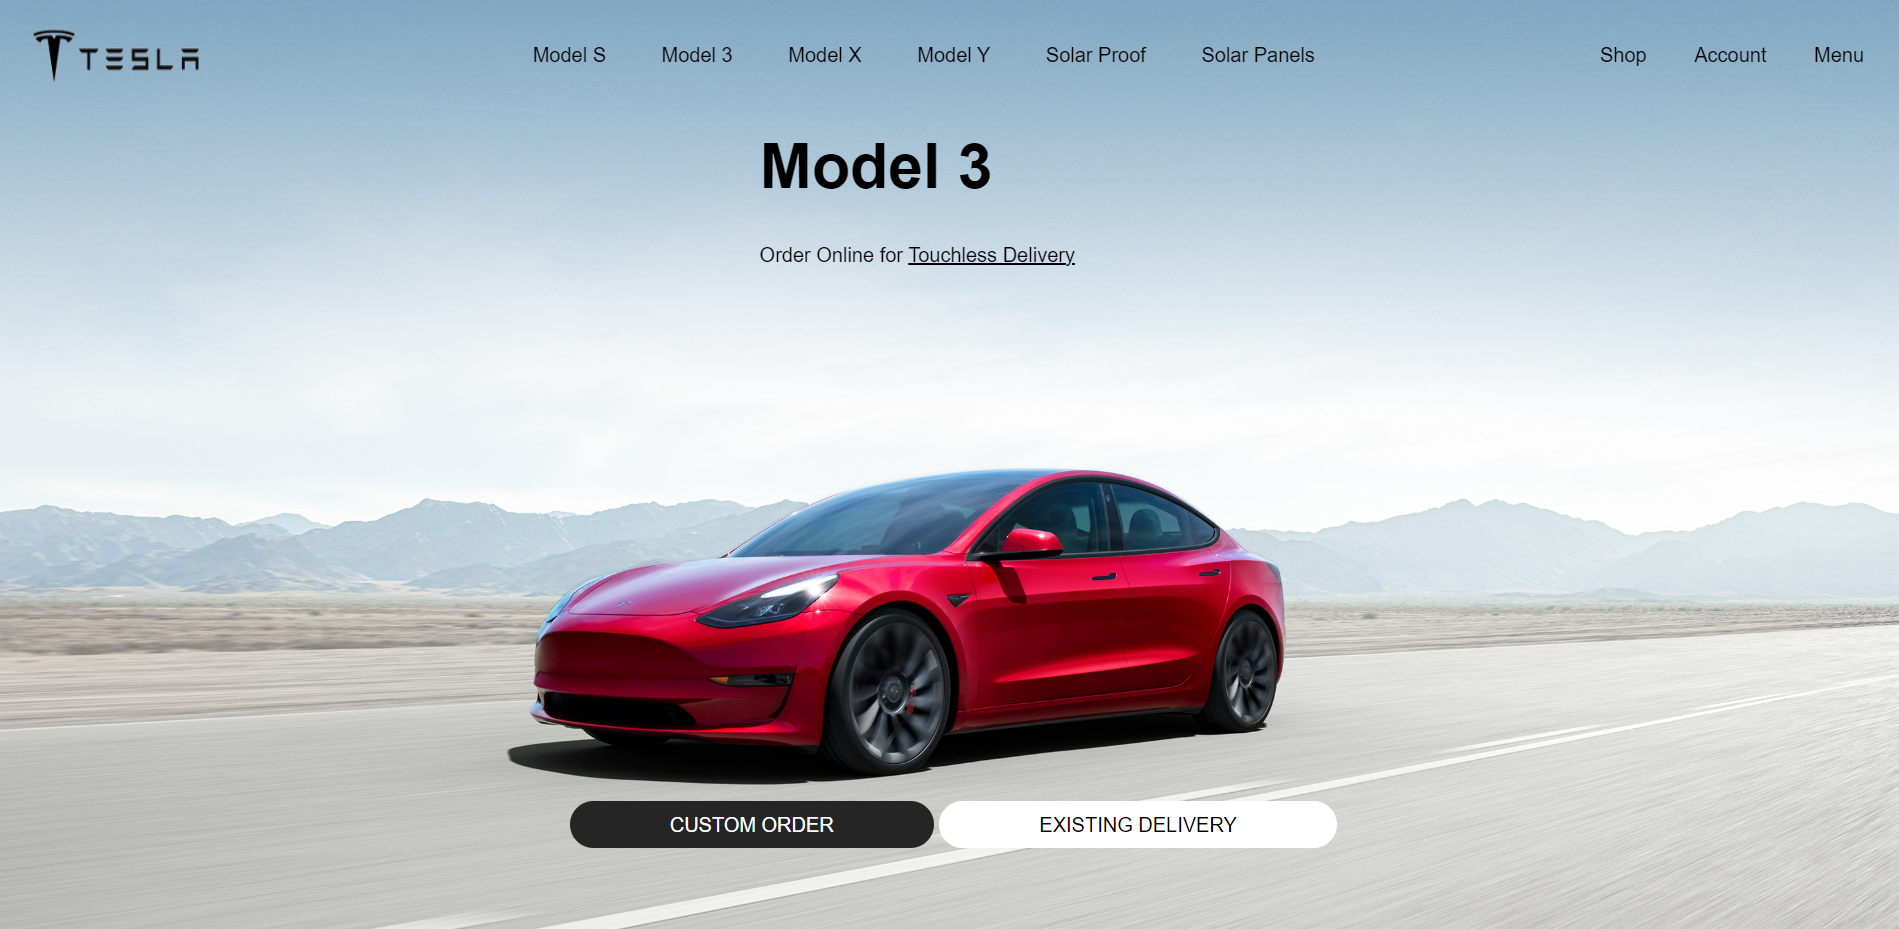 TESLA
Model S Model 3 Model X Model Y Solar Proof Solar Panels Shop Account Menu
Model 3
Order Online for Touchless Delivery
CUSTOM ORDER EXISTING DELIVERY